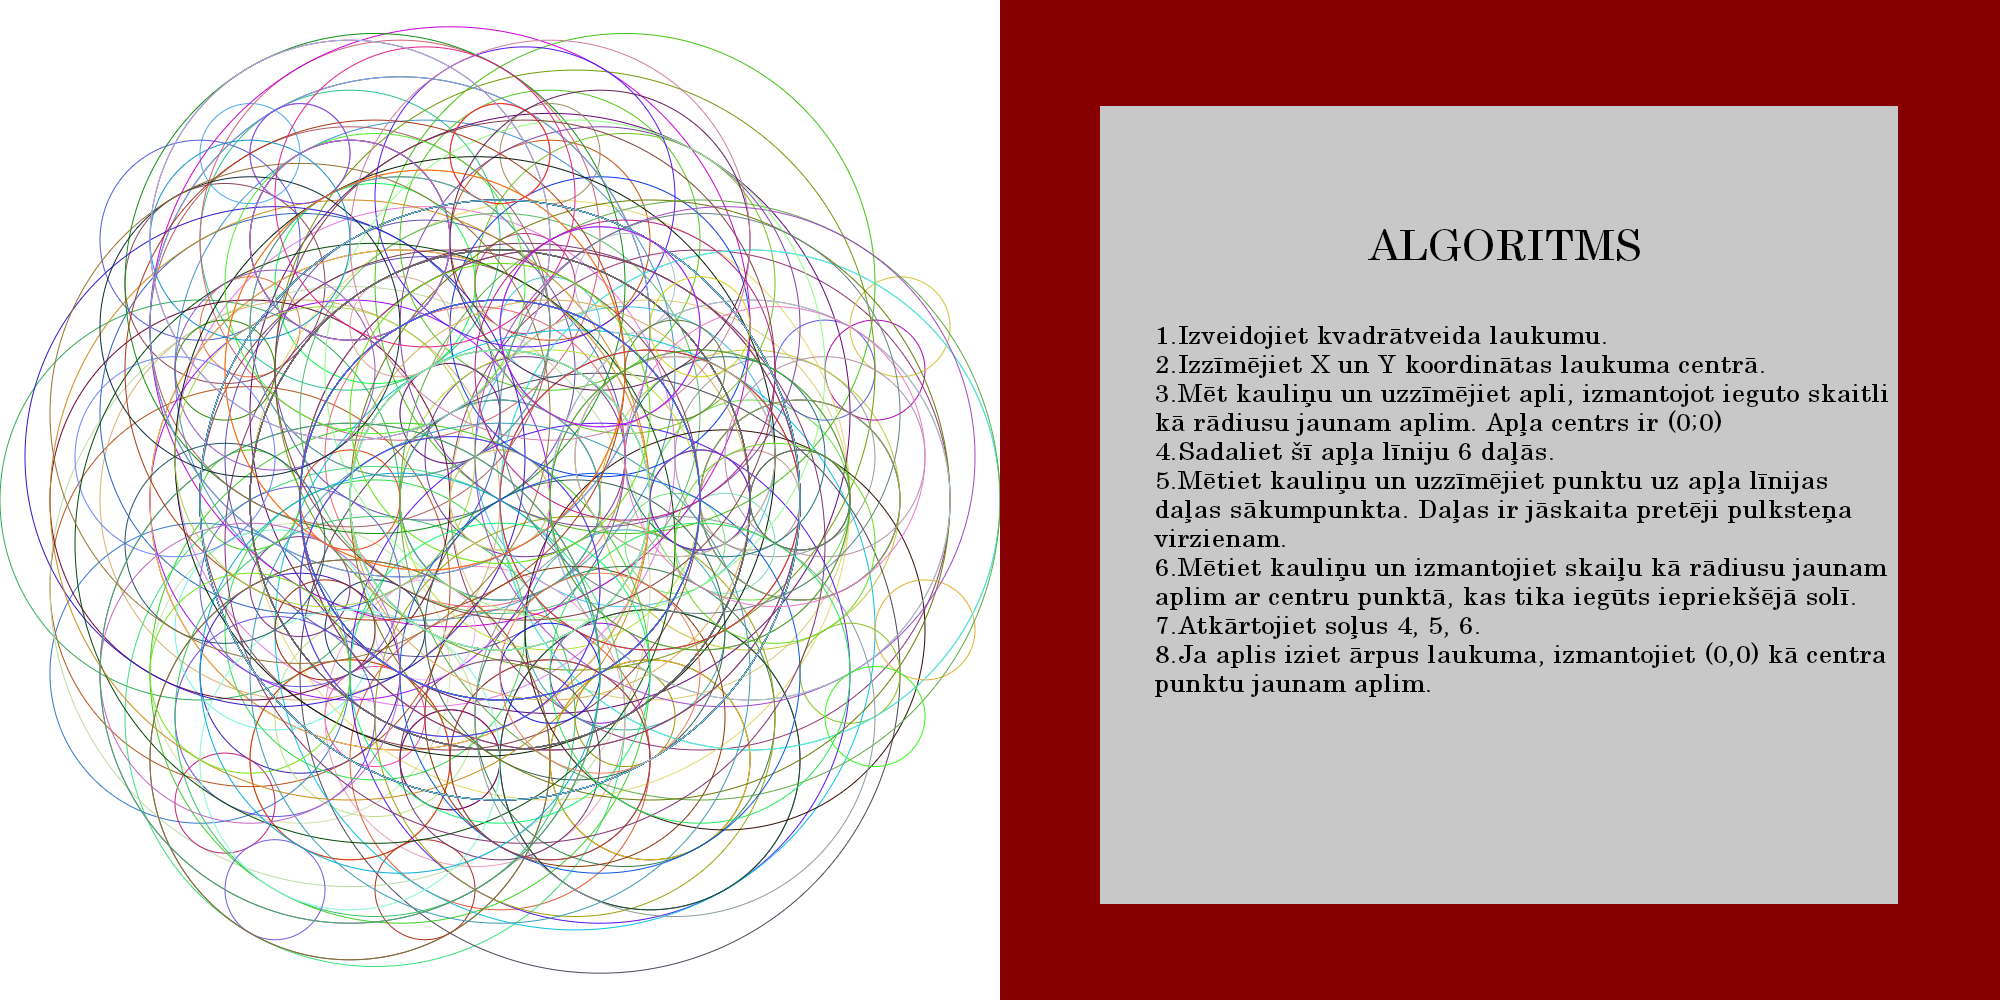 ALGORITMS
1.Izveidojiet kvadrātveida laukumu.
2.Izzīmējiet X un Y koordinātas laukuma centrā.
3.Mēt kauliņu un uzzīmējiet apli, izmantojot ieguto skaitli
kā rādiusu jaunam aplim. Apļa centrs ir (0;0)
4.Sadaliet šī apļa līniju 6 daļās.
5.Mētiet kauliņu un uzzīmējiet punktu uz apļa līnijas
daļas sākumpunkta. Daļas ir jāskaita pretēji pulksteņa
virzienam.
6.Mētiet kauliņu un izmantojiet skaiļu kā rādiusu jaunam
aplim ar centru punktā, kas tika iegūts iepriekšējā solī.
7.Atkārtojiet soļus 4, 5, 6.
8.Ja aplis iziet ārpus laukuma, izmantojiet (0,0) kā centra
punktu jaunam aplim.